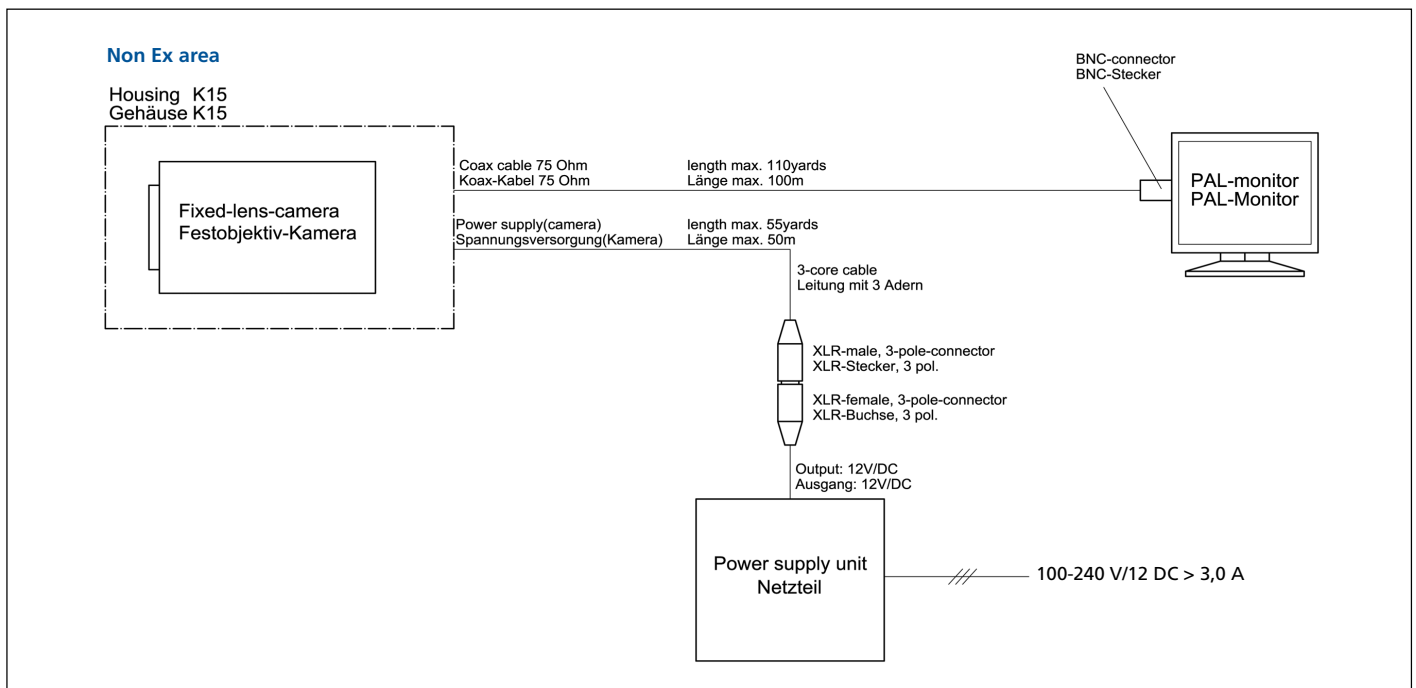 Non Ex area
Housing K15
Gehäuse K15
BNC-connector
BNC-Stecker
Fixed-lens-camera
Festobjektiv-Kamera
Coax cable 75 Ohm
Koax-Kabel 75 Ohm
length max. 110yards
Länge max. 100m
PAL-monitor
PAL-Monitor
Power supply(camera)
Spannungsversorgung(Kamera)
length max. 55yards
Länge max. 50m
3-core cable
Leitung mit 3 Adern
XLR-male, 3-pole-connector
XLR-Stecker, 3 pol.
XLR-female, 3-pole-connector
XLR-Buchse, 3 pol.
Output: 12V/DC
Ausgang: 12V/DC
Power supply unit
Netzteil
100-240 V/12 DC > 3,0 A